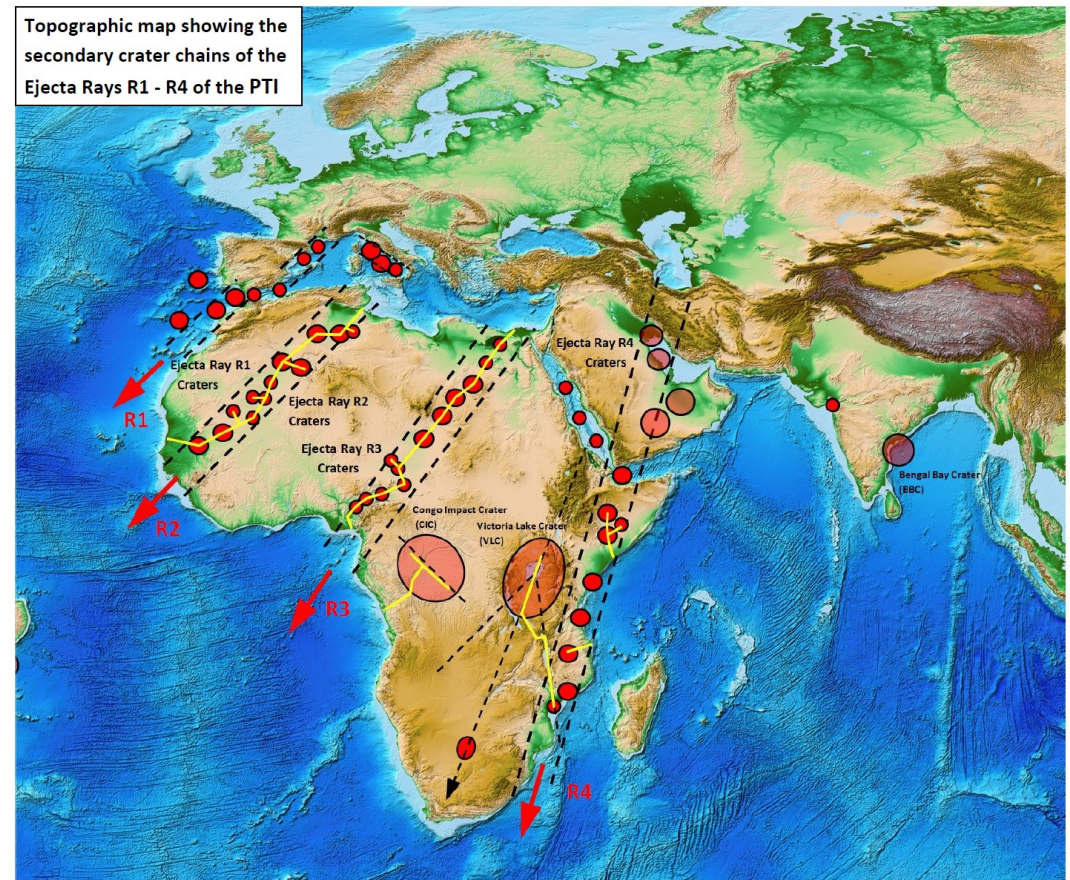 Topographic map showing the
secondary crater chains of the
Ejecta Rays R1 - R4 of the PTI
Ejecta Ray R4
Craters
Ejecta Ray R1
Craters
R1
Ejecta Ray R2
Craters
Ejecta Ray R3
Craters
Bengal Bay Crater
(BBC)
R2
Congo Impact Crater
(CIC)
Victoria Lake Crater
(VLC)
R3
R4